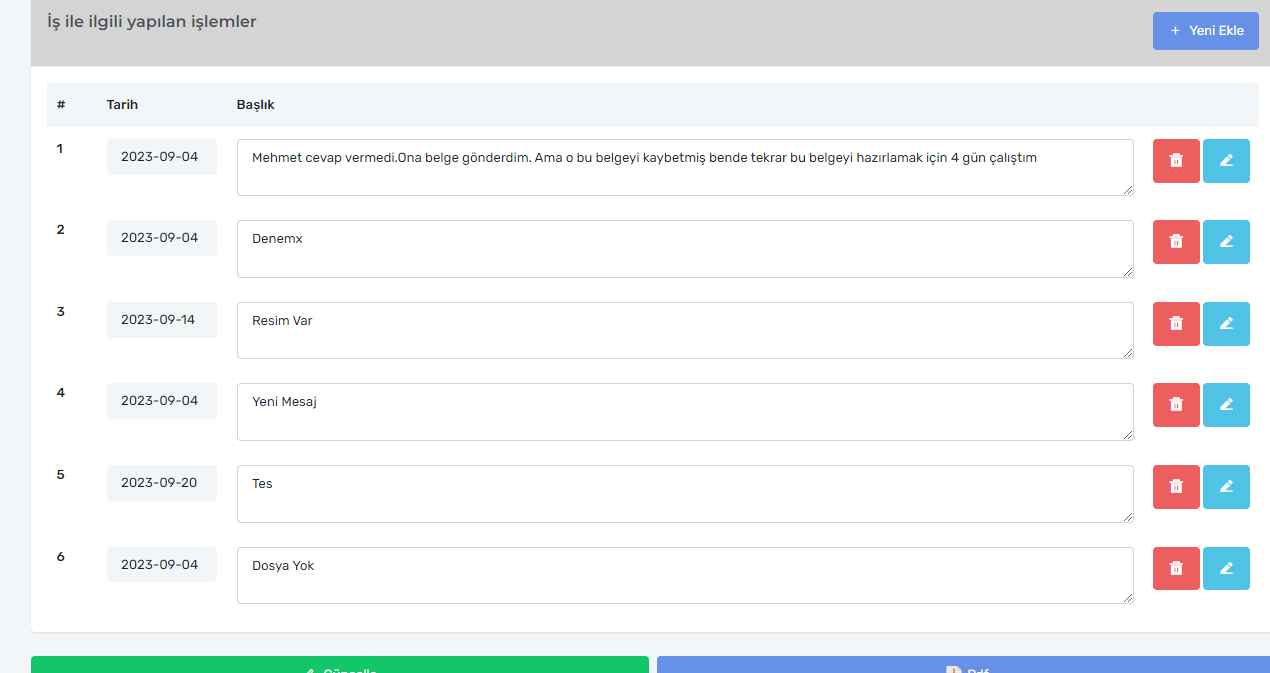 İş ile ilgili yapılan işlemler
+ Yeni Ekle
# Tarih Başlık
1 2023-09-04 Mehmet cevap vermedi.Ona belge gönderdim. Ama o bu belgeyi kaybetmiş bende tekrar bu belgeyi hazırlamak için 4 gün çalıştım
2 2023-09-04 Denemx
3 2023-09-14 Resim Var
4 2023-09-04 Yeni Mesaj
5 2023-09-20 Tes
6 2023-09-04 Dosya Yok
Güncelle Pdf